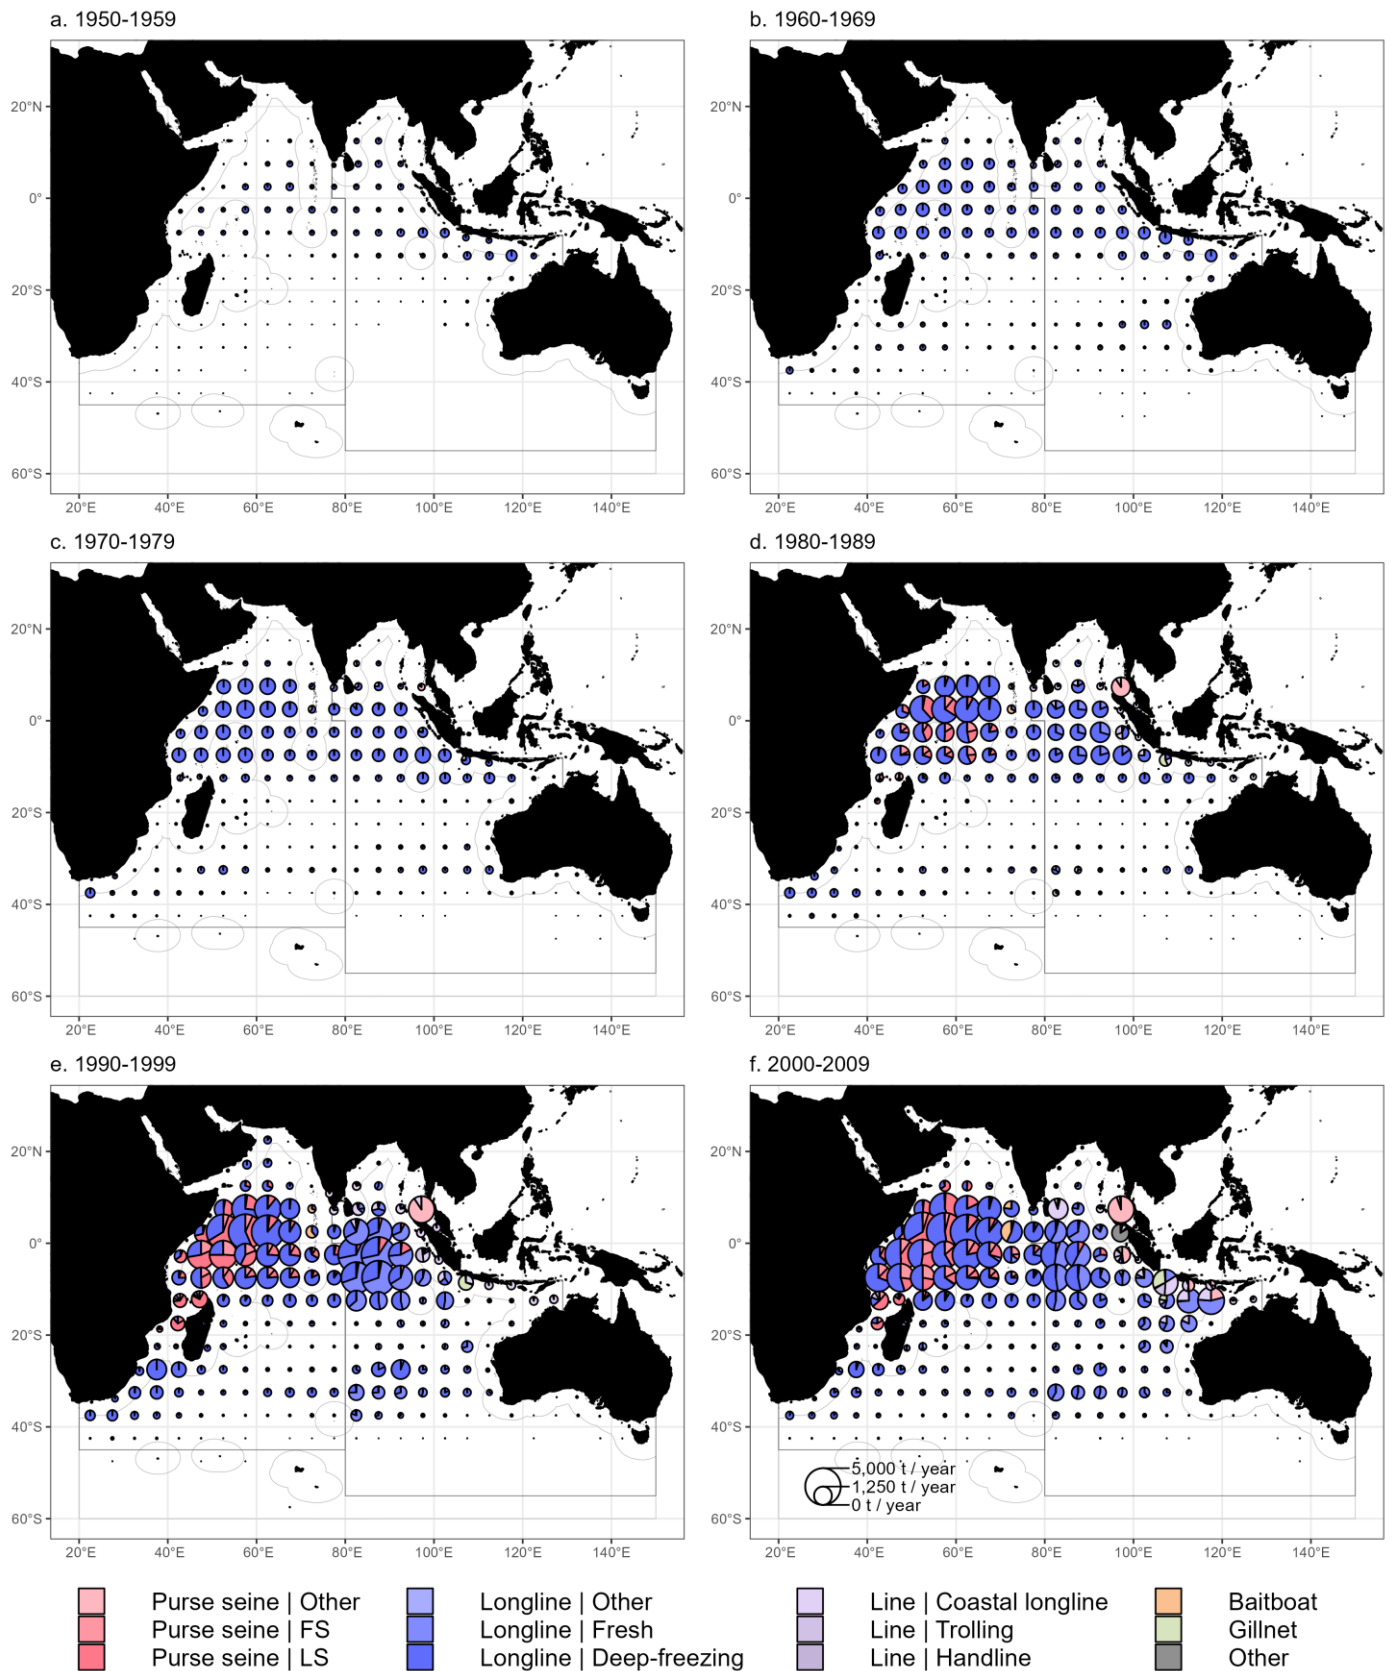 a. 1950-1959
b. 1960-1969
20°N
0°
20°S
40°S
60°S
20°E 40°E 60°E 80°E 100°E 120°E 140°E
20°N
0°
20°S
40°S
60°S
20°E 40°E 60°E 80°E 100°E 120°E 140°E
c. 1970-1979
d. 1980-1989
20°N
0°
20°S
40°S
60°S
20°E 40°E 60°E 80°E 100°E 120°E 140°E
20°N
0°
20°S
40°S
60°S
20°E 40°E 60°E 80°E 100°E 120°E 140°E
e. 1990-1999
f. 2000-2009
20°N
0°
20°S
40°S
60°S
20°E 40°E 60°E 80°E 100°E 120°E 140°E
20°N
0°
20°S
40°S
60°S
5,000 t / year
1,250 t / year
0 t / year
20°E 40°E 60°E 80°E 100°E 120°E 140°E
Purse seine | Other
Purse seine | FS
Purse seine | LS
Longline | Other
Longline | Fresh
Longline | Deep-freezing
Line | Coastal longline
Line | Trolling
Line | Handline
Baitboat
Gillnet
Other